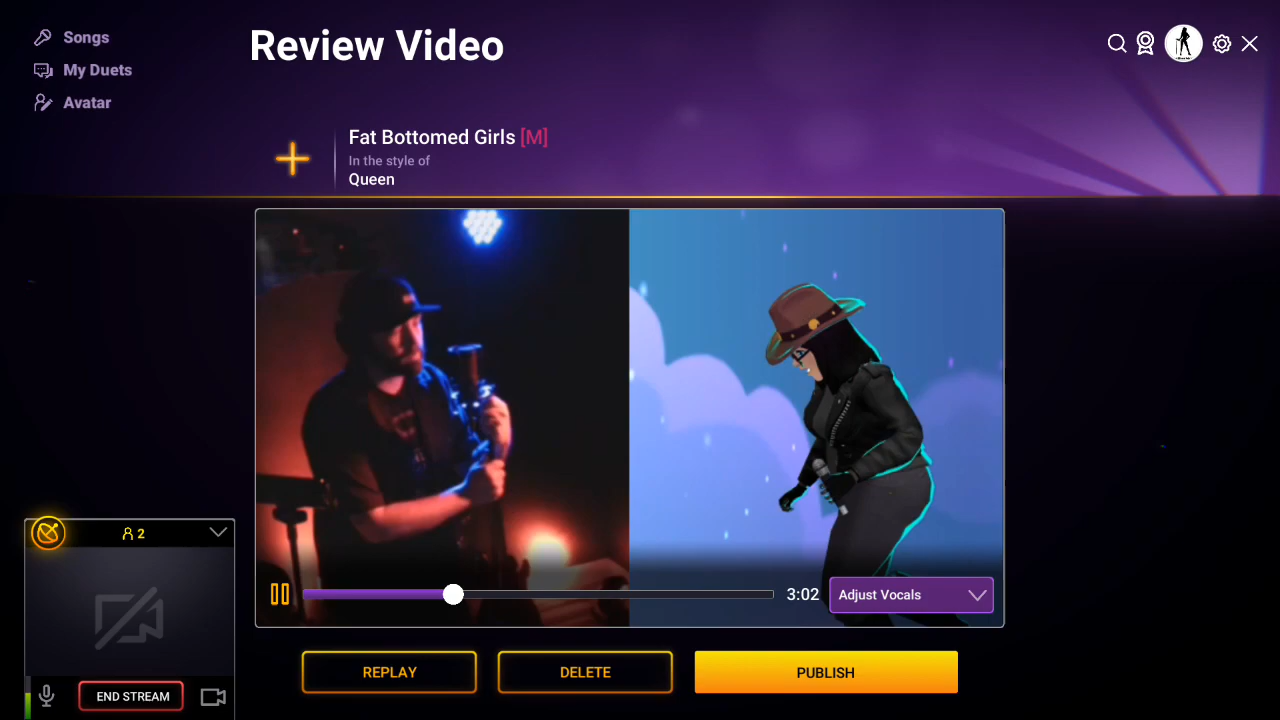 Songs
My Duets
Avatar
Review Video
Fat Bottomed Girls [M]
In the style of
Queen
3:02
Adjust Vocals
REPLAY
DELETE
PUBLISH
2
END STREAM